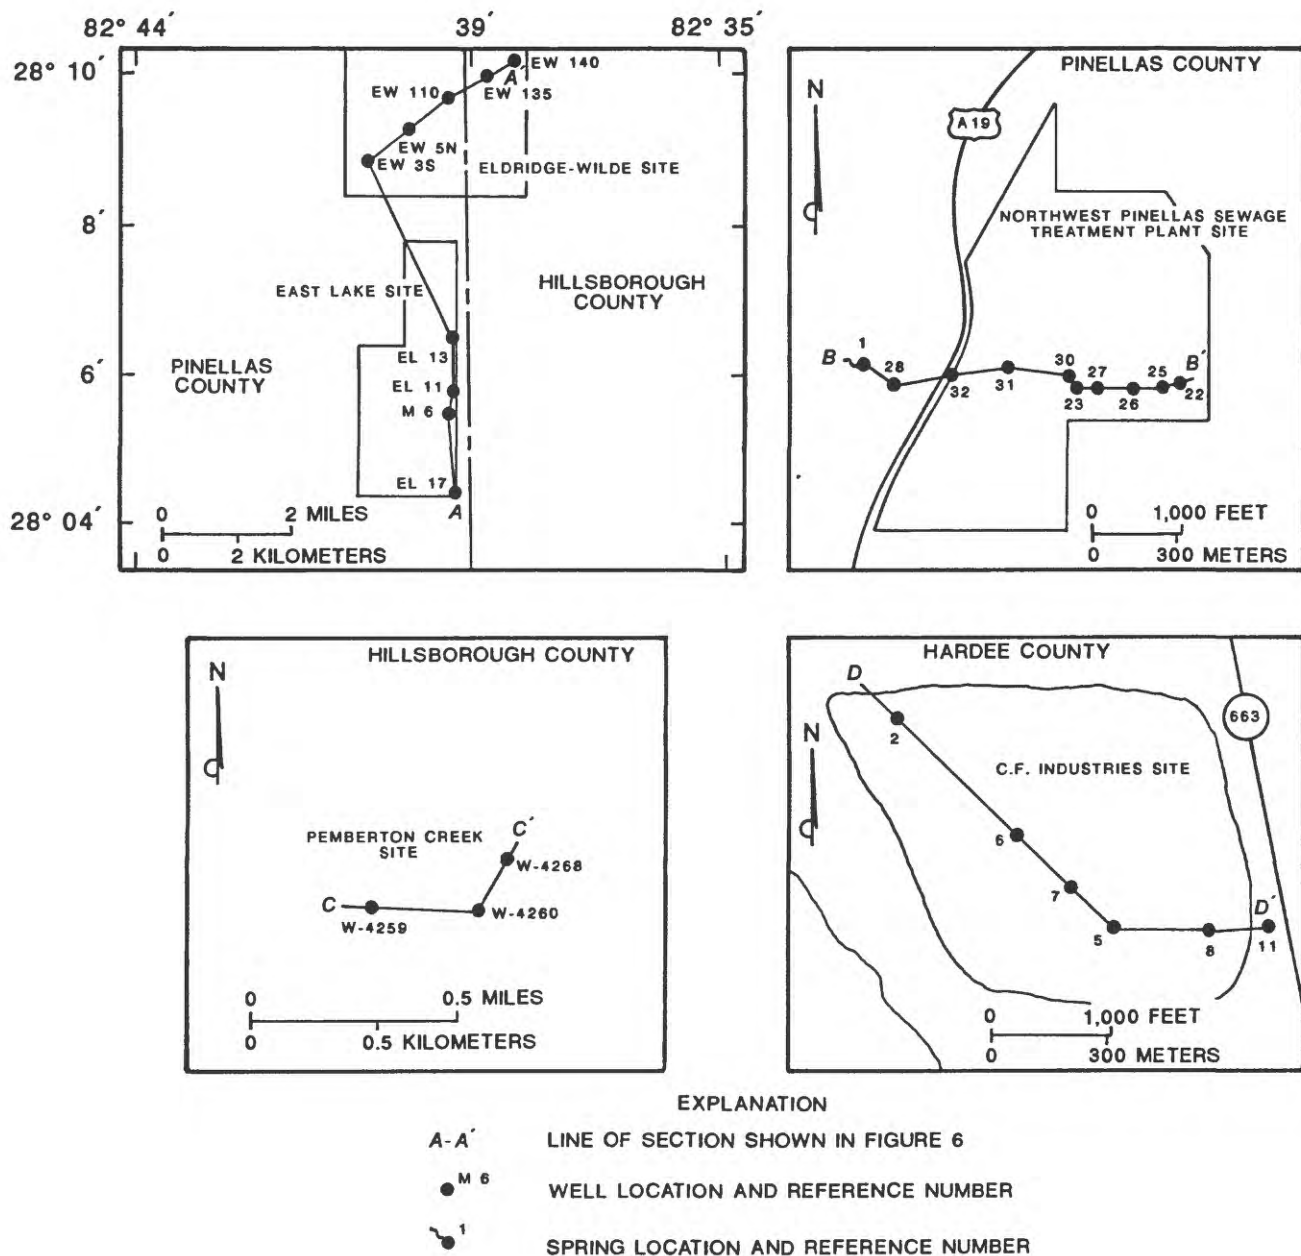 82° 44′ 39′ 82° 35′
28° 10′
8′
6′
28° 04′
EW 140
A′
EW 135
EW 110
EW 5N
EW 3S
ELDRIDGE-WILDE SITE
EAST LAKE SITE
HILLSBOROUGH
COUNTY
PINELLAS
COUNTY
EL 13
EL 11
M 6
EL 17
A
0 2 MILES
0 2 KILOMETERS
PINELLAS COUNTY
N
A19
NORTHWEST PINELLAS SEWAGE
TREATMENT PLANT SITE
B
1
28
32
31
30
23
27
26
25
B′
22
0 1,000 FEET
0 300 METERS
HILLSBOROUGH COUNTY
N
PEMBERTON CREEK
SITE
C′
W-4268
C
W-4259
W-4260
0 0.5 MILES
0 0.5 KILOMETERS
HARDEE COUNTY
D
663
N
2
C.F. INDUSTRIES SITE
6
7
5
8
D′
11
0 1,000 FEET
0 300 METERS
EXPLANATION
A-A′ LINE OF SECTION SHOWN IN FIGURE 6
M 6 WELL LOCATION AND REFERENCE NUMBER
1 SPRING LOCATION AND REFERENCE NUMBER